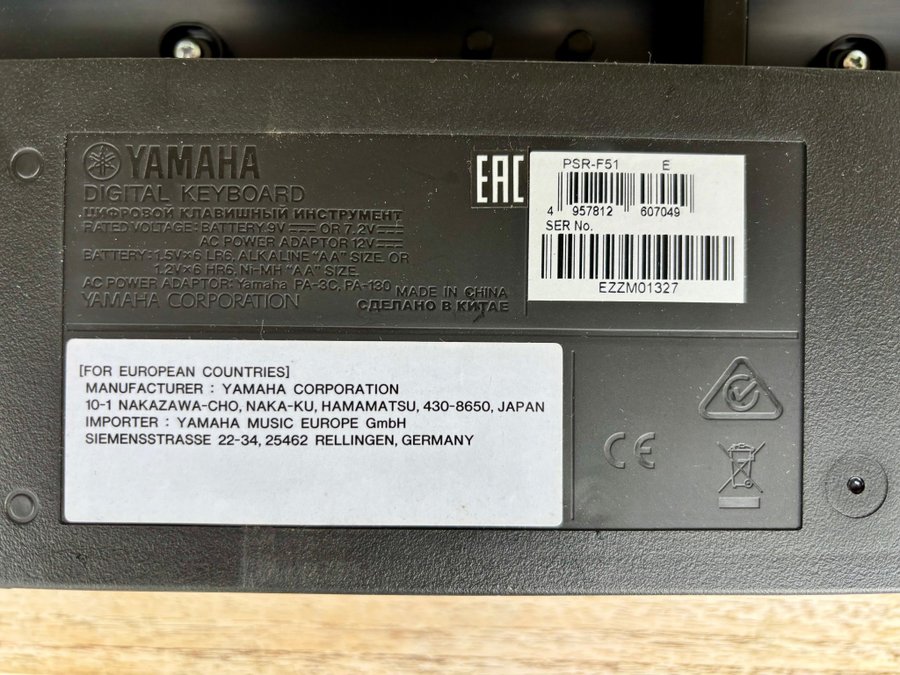 YAMAHA
DIGITAL KEYBOARD
ЦИФРОВОЙ КЛАВИШНЫЙ ИНСТРУМЕНТ
RATED VOLTAGE: BATTERY 9V OR 7.2V
AC POWER ADAPTOR 12V
BATTERY: 1.5V×6 LR6, ALKALINE "AA" SIZE. OR
1.2V×6 HR6, Ni-MH "AA" SIZE.
AC POWER ADAPTOR: Yamaha PA-3C, PA-130
YAMAHA CORPORATION
MADE IN CHINA
СДЕЛАНО В КИТАЕ
EAC
PSR-F51 E
4 957812 607049
SER No.
EZZM01327
[FOR EUROPEAN COUNTRIES]
MANUFACTURER : YAMAHA CORPORATION
10-1 NAKAZAWA-CHO, NAKA-KU, HAMAMATSU, 430-8650, JAPAN
IMPORTER : YAMAHA MUSIC EUROPE GmbH
SIEMENSSTRASSE 22-34, 25462 RELLINGEN, GERMANY
CE